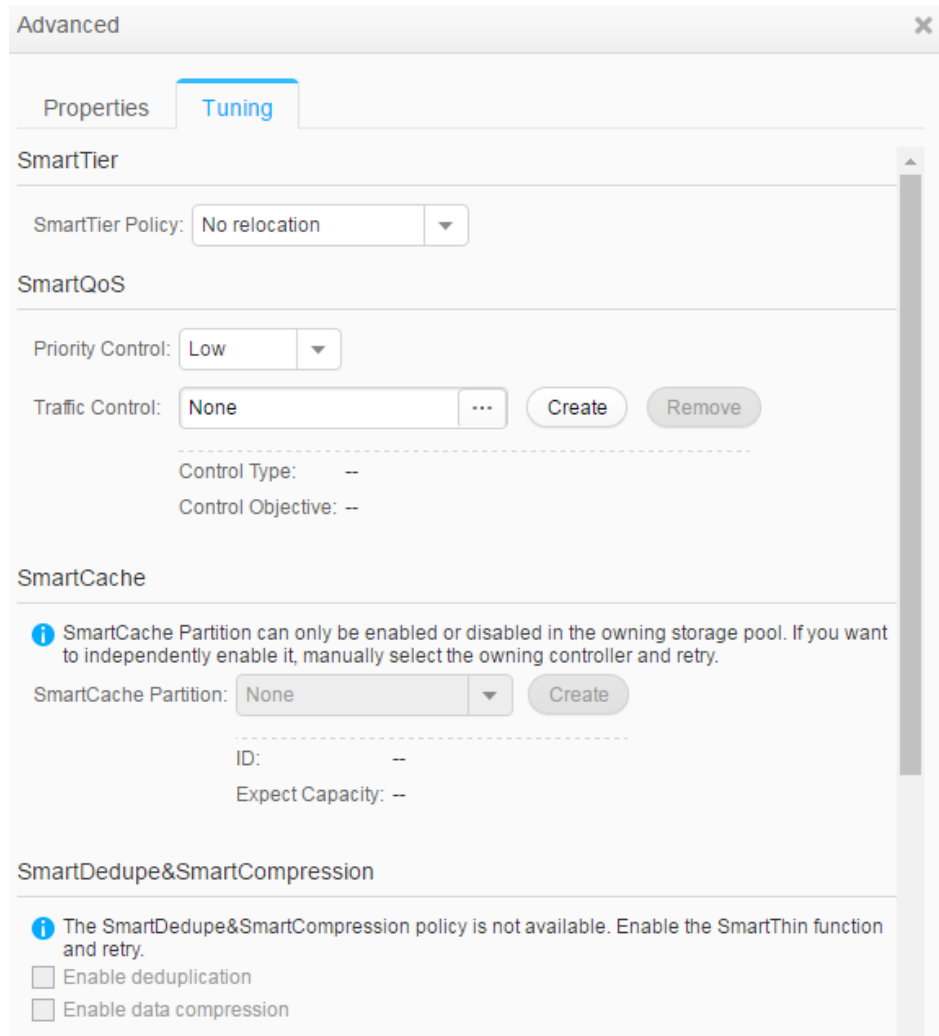 Advanced
Properties Tuning
SmartTier
SmartTier Policy: No relocation
SmartQoS
Priority Control: Low
Traffic Control: None ... Create Remove
Control Type: --
Control Objective: --
SmartCache
SmartCache Partition can only be enabled or disabled in the owning storage pool. If you want
to independently enable it, manually select the owning controller and retry.
SmartCache Partition: None Create
ID: --
Expect Capacity: --
SmartDedupe&SmartCompression
The SmartDedupe&SmartCompression policy is not available. Enable the SmartThin function
and retry.
Enable deduplication
Enable data compression